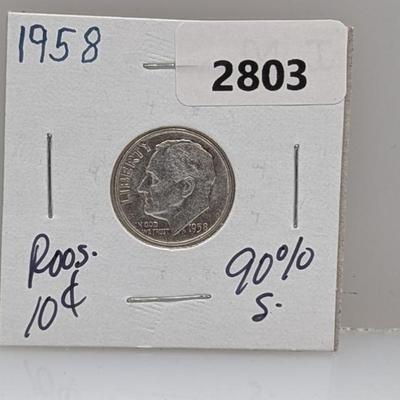 1958
2803
LIBERTY
IN GOD
WE TRUST
1958
Roos.
10¢
90%
S.